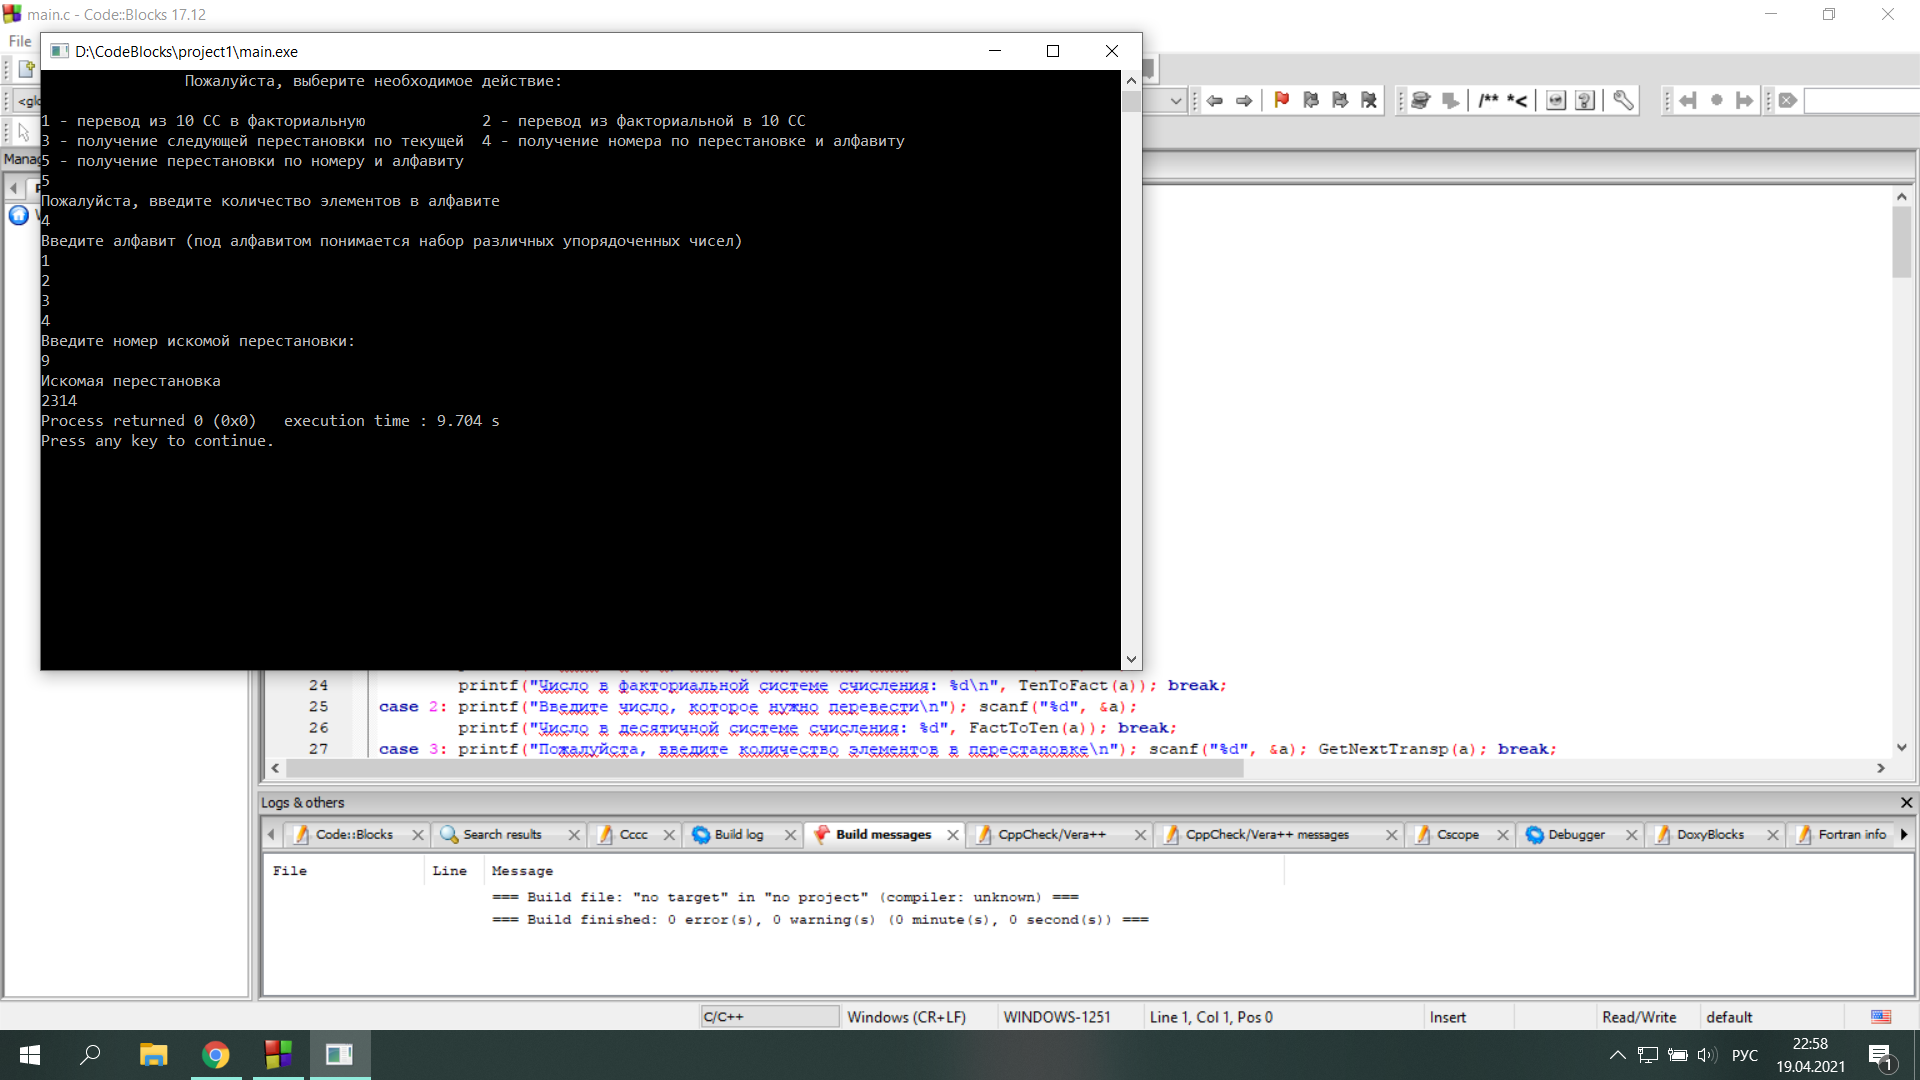 main.c - Code::Blocks 17.12
File
D:\CodeBlocks\project1\main.exe
Пожалуйста, выберите необходимое действие:
1 - перевод из 10 СС в факториальную 2 - перевод из факториальной в 10 СС
3 - получение следующей перестановки по текущей 4 - получение номера по перестановке и алфавиту
5 - получение перестановки по номеру и алфавиту
5
Пожалуйста, введите количество элементов в алфавите
4
Введите алфавит (под алфавитом понимается набор различных упорядоченных чисел)
1
2
3
4
Введите номер искомой перестановки:
9
Искомая перестановка
2314
Process returned 0 (0x0) execution time : 9.704 s
Press any key to continue.
<glo
/** *<
Manag
24 printf("Число в факториальной системе счисления: %d\n", TenToFact(a)); break;
25 case 2: printf("Введите число, которое нужно перевести\n"); scanf("%d", &a);
26 printf("Число в десятичной системе счисления: %d", FactToTen(a)); break;
27 case 3: printf("Пожалуйста, введите количество элементов в перестановке\n"); scanf("%d", &a); GetNextTransp(a); break;
Logs & others
Code::Blocks Search results Cccc Build log Build messages CppCheck/Vera++ CppCheck/Vera++ messages Cscope Debugger DoxyBlocks Fortran info
File Line Message
=== Build file: "no target" in "no project" (compiler: unknown) ===
=== Build finished: 0 error(s), 0 warning(s) (0 minute(s), 0 second(s)) ===
C/C++ Windows (CR+LF) WINDOWS-1251 Line 1, Col 1, Pos 0 Insert Read/Write default
РУС
22:58
19.04.2021
1